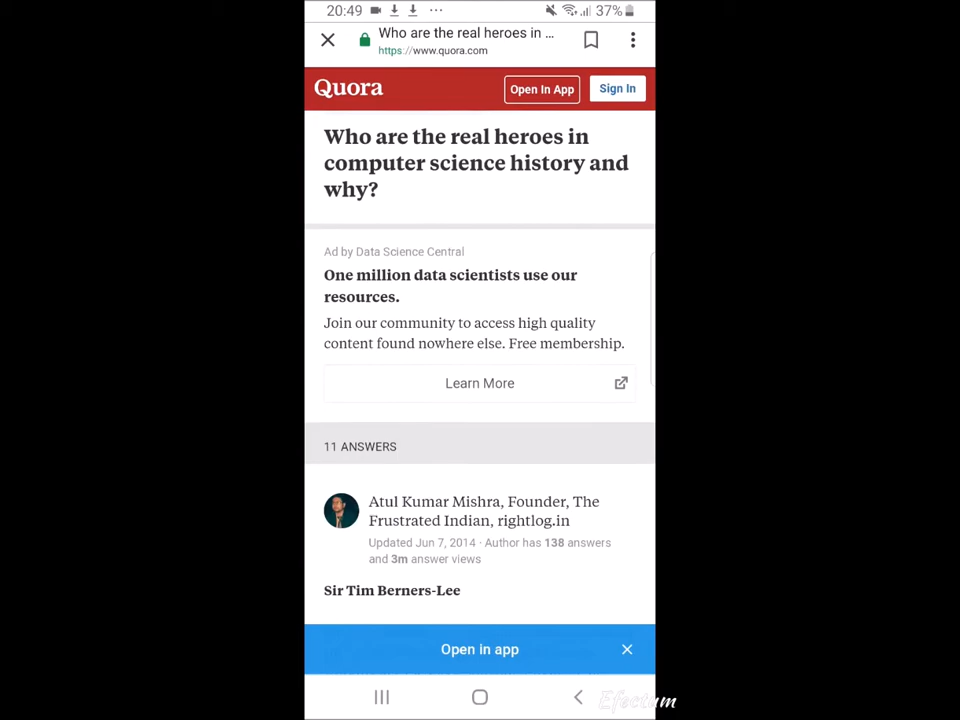 20:49
37%
Who are the real heroes in ...
https://www.quora.com
Quora
Open In App
Sign In
Who are the real heroes in
computer science history and
why?
Ad by Data Science Central
One million data scientists use our
resources.
Join our community to access high quality
content found nowhere else. Free membership.
Learn More
11 ANSWERS
Atul Kumar Mishra, Founder, The
Frustrated Indian, rightlog.in
Updated Jun 7, 2014 · Author has 138 answers
and 3m answer views
Sir Tim Berners-Lee
Open in app
Efectum